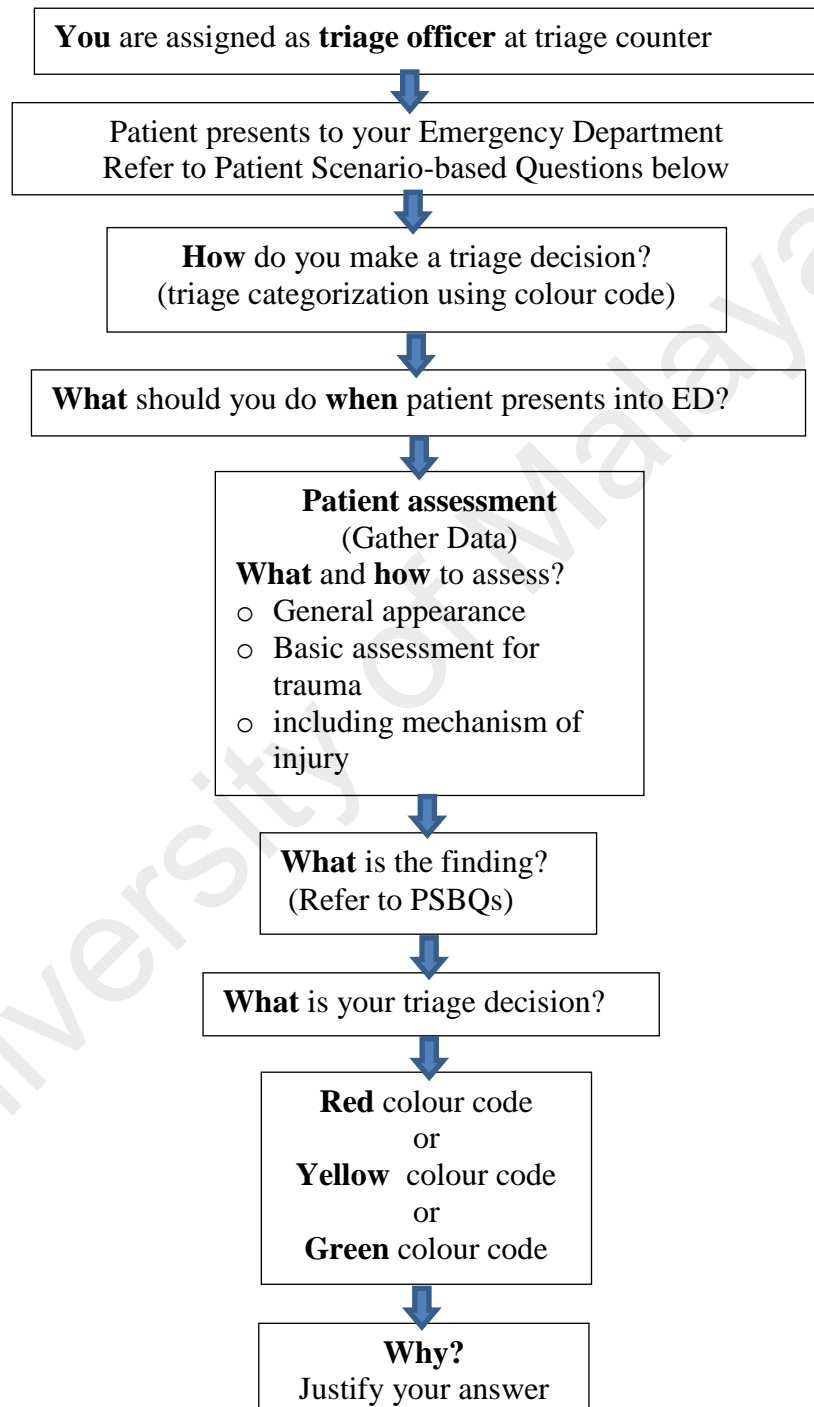 You are assigned as triage officer at triage counter
Patient presents to your Emergency Department
Refer to Patient Scenario-based Questions below
How do you make a triage decision?
(triage categorization using colour code)
What should you do when patient presents into ED?
Patient assessment
(Gather Data)
What and how to assess?
o General appearance
o Basic assessment for
trauma
o including mechanism of
injury
What is the finding?
(Refer to PSBQs)
What is your triage decision?
Red colour code
or
Yellow colour code
or
Green colour code
Why?
Justify your answer
University of Malaya